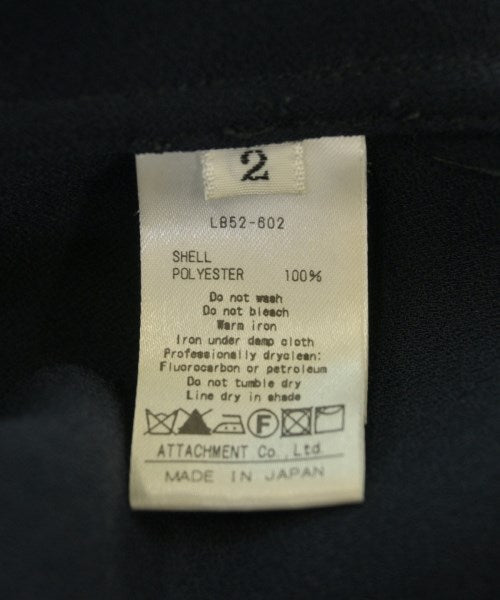 2
LB52-602
SHELL
POLYESTER 100%
Do not wash
Do not bleach
Warm iron
Iron under damp cloth
Professionally dryclean:
Fluorocarbon or petroleum
Do not tumble dry
Line dry in shade
F
ATTACHMENT Co.,Ltd.
MADE IN JAPAN